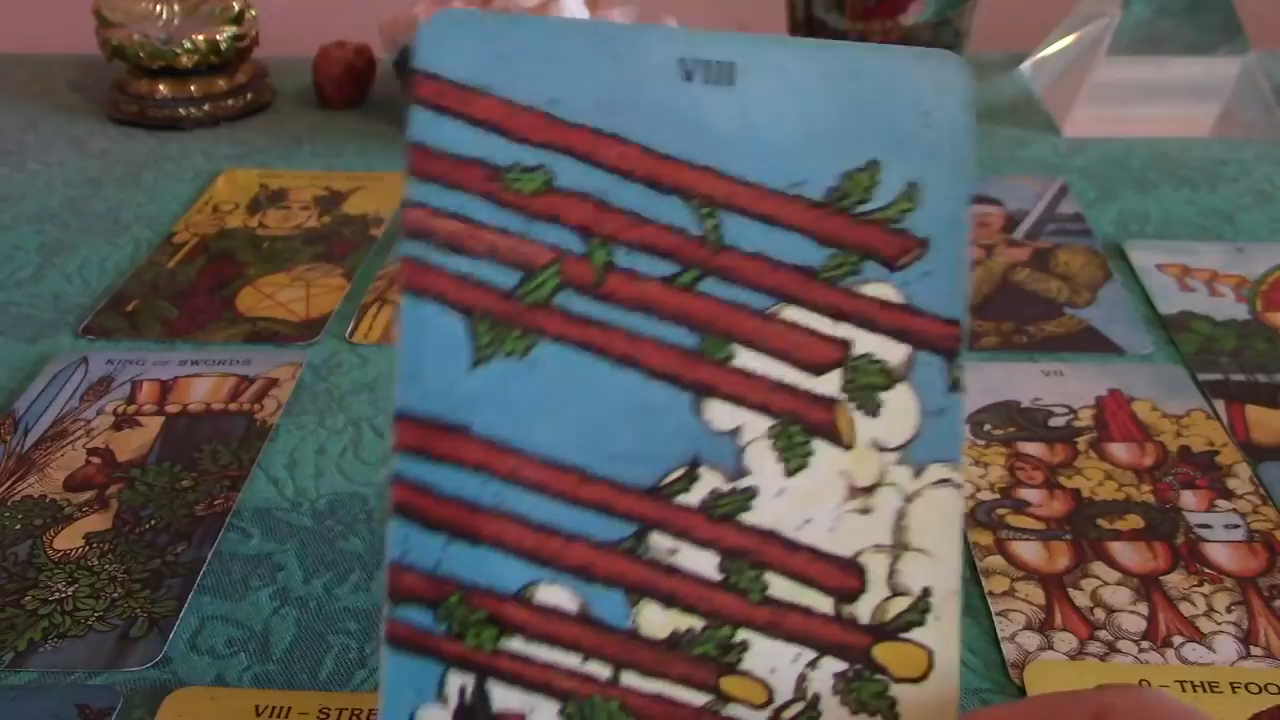 VIII
KING OF SWORDS
VII
VIII – STRE
0 – THE FOO